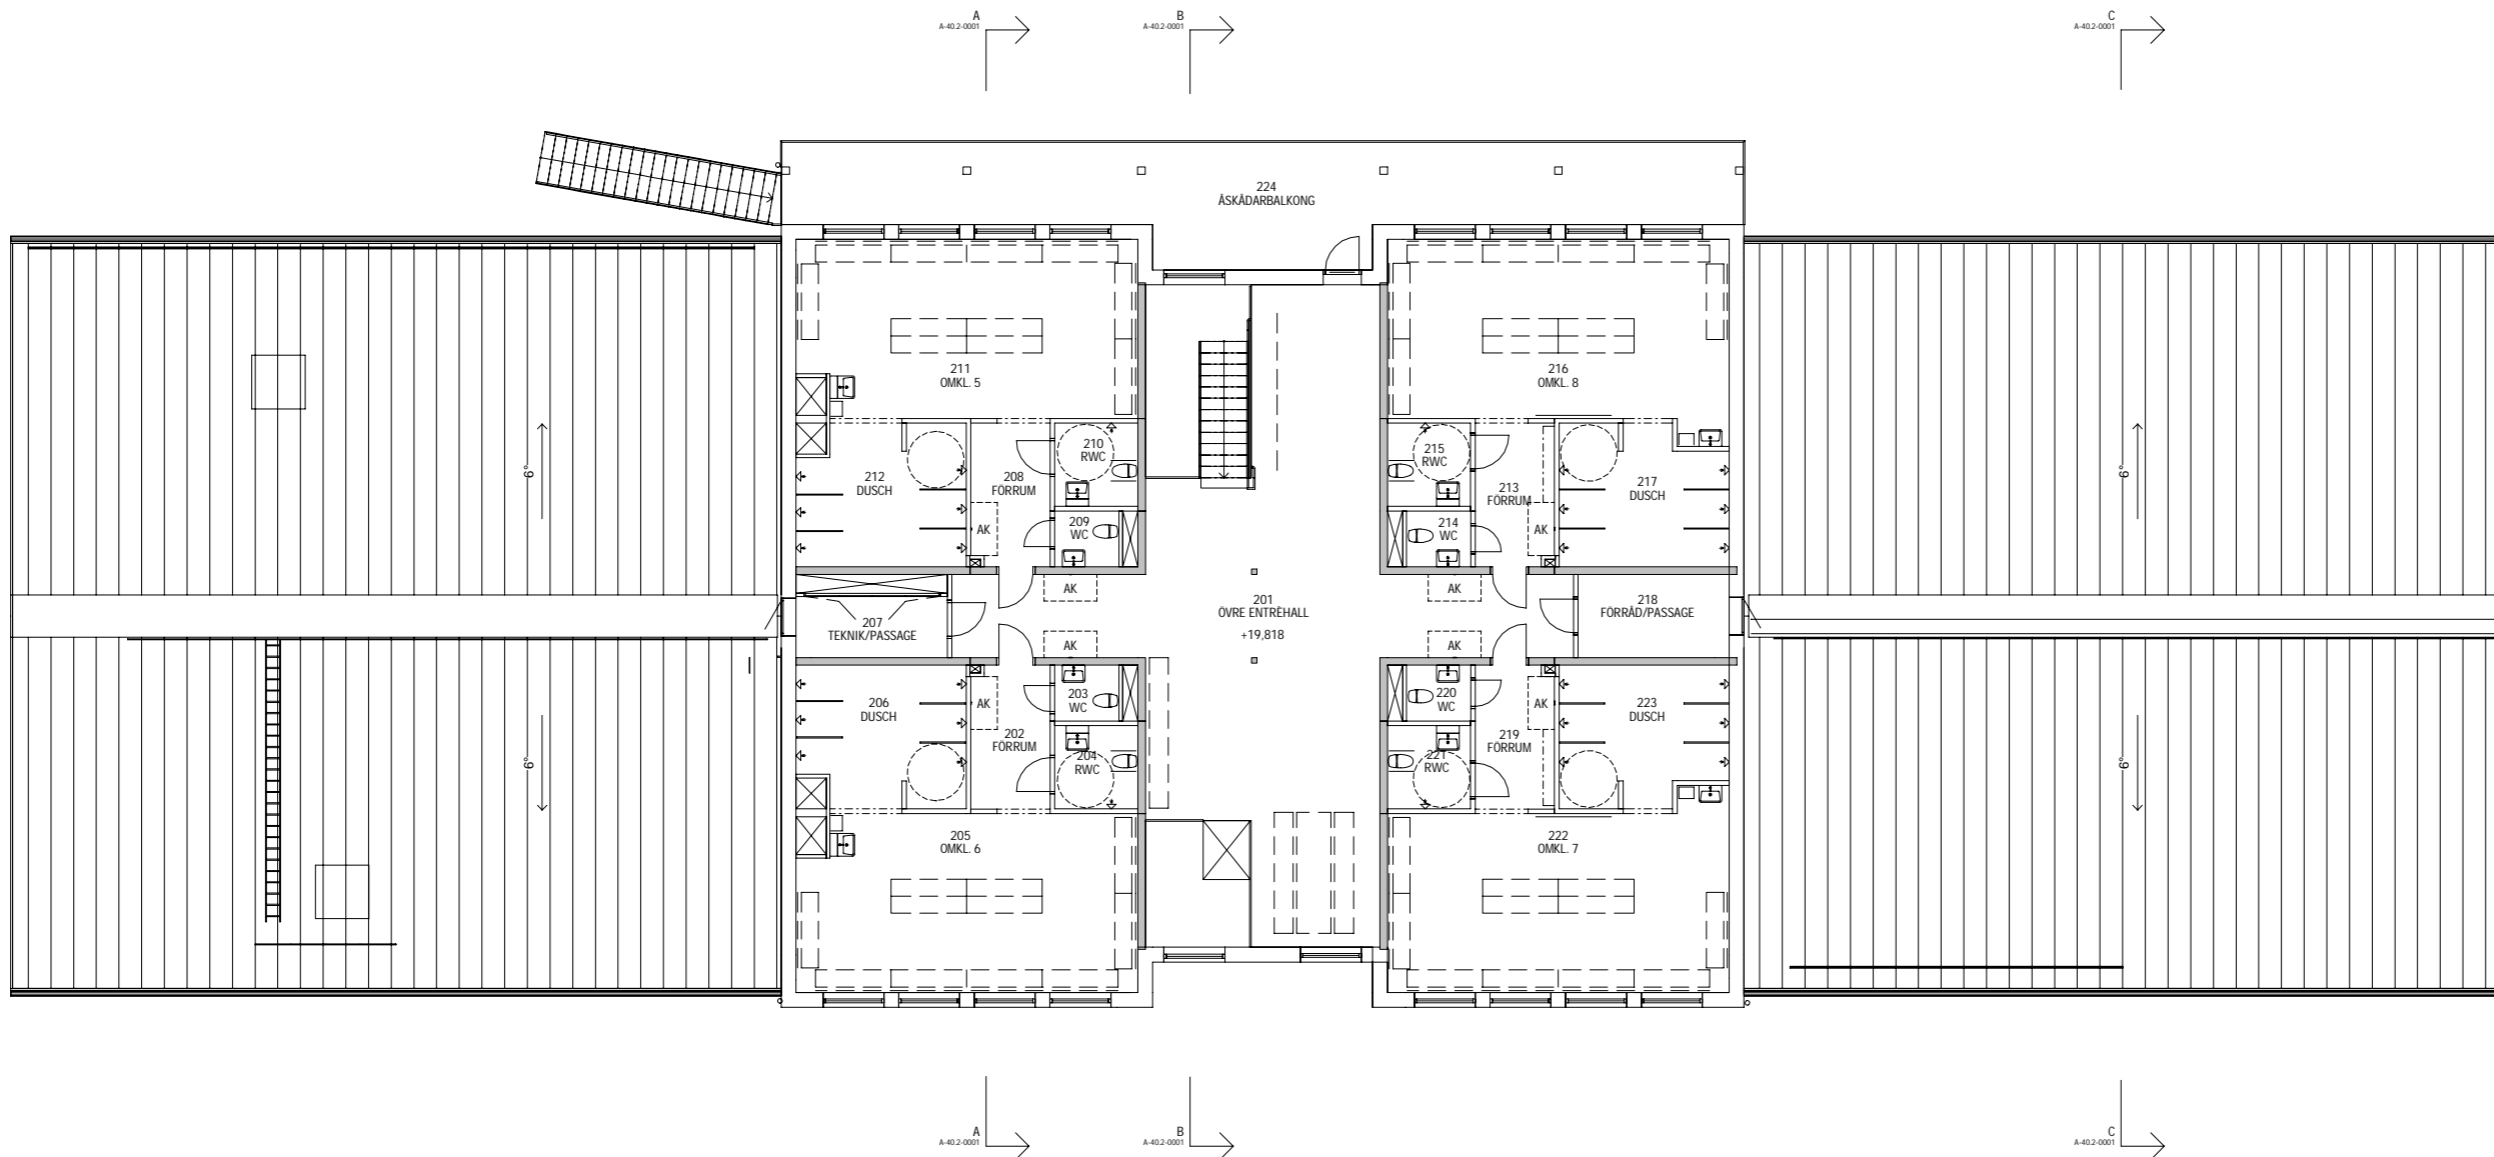 A
A-40.2-0001
B
A-40.2-0001
C
A-40.2-0001
224
ÅSKÅDARBALKONG
211
OMKL. 5
216
OMKL. 8
6°
212
DUSCH
208
FÖRRUM
210
RWC
209
WC
AK
215
RWC
214
WC
213
FÖRRUM
AK
217
DUSCH
6°
AK
201
ÖVRE ENTRÉHALL
+19,818
AK
218
FÖRRÅD/PASSAGE
207
TEKNIK/PASSAGE
AK
AK
206
DUSCH
AK
202
FÖRRUM
203
WC
204
RWC
220
WC
221
RWC
219
FÖRRUM
AK
223
DUSCH
6°
6°
205
OMKL. 6
222
OMKL. 7
A
A-40.2-0001
B
A-40.2-0001
C
A-40.2-0001